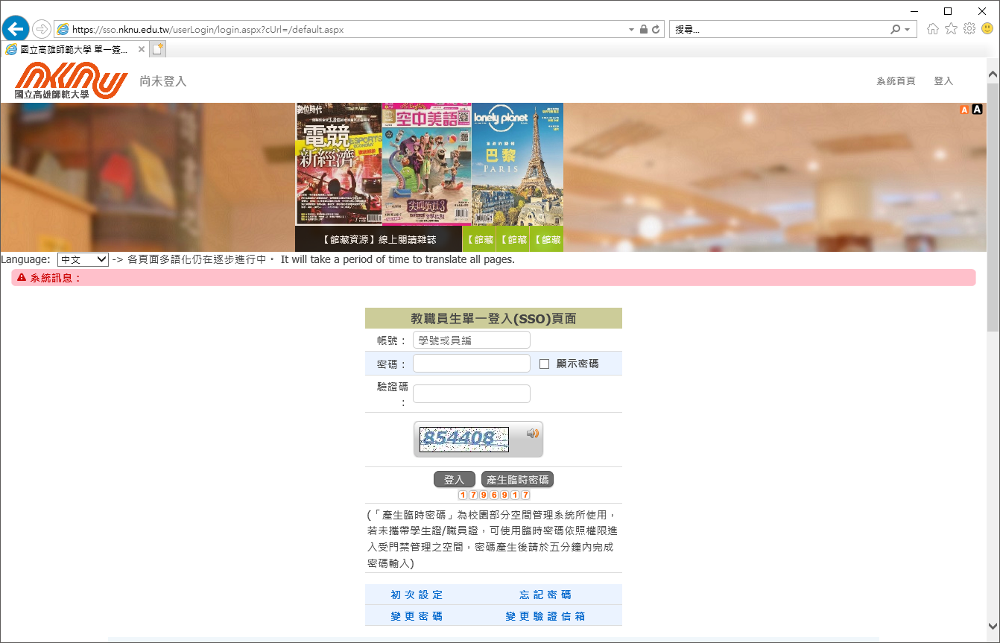 https://sso.nknu.edu.tw/userLogin/login.aspx?cUrl=/default.aspx
搜尋...
國立高雄師範大學 單一簽...
nknu
國立高雄師範大學
尚未登入
系統首頁
登入
A A
數位時代
電競
新經濟
ESPORTS
ECONOMY
空中美語
尖叫旅社3
lonely planet
巴黎
PARIS
【館藏資源】線上閱讀雜誌
【館藏
【館藏
【館藏
Language: 中文 -> 各頁面多語化仍在逐步進行中。 It will take a period of time to translate all pages.
系統訊息：
教職員生單一登入(SSO)頁面
帳號： 學號或員編
密碼： 顯示密碼
驗證碼
：
854408
登入 產生臨時密碼
1796917
(「產生臨時密碼」為校園部分空間管理系統所使用，
若未攜帶學生證/職員證，可使用臨時密碼依照權限進
入受門禁管理之空間，密碼產生後請於五分鐘內完成
密碼輸入)
初次設定 忘記密碼
變更密碼 變更驗證信箱